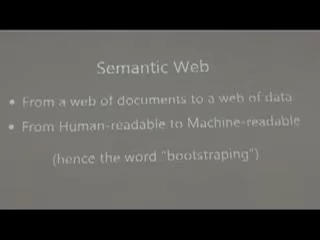 Semantic Web
• From a web of documents to a web of data
• From Human-readable to Machine-readable
(hence the word "bootstraping")